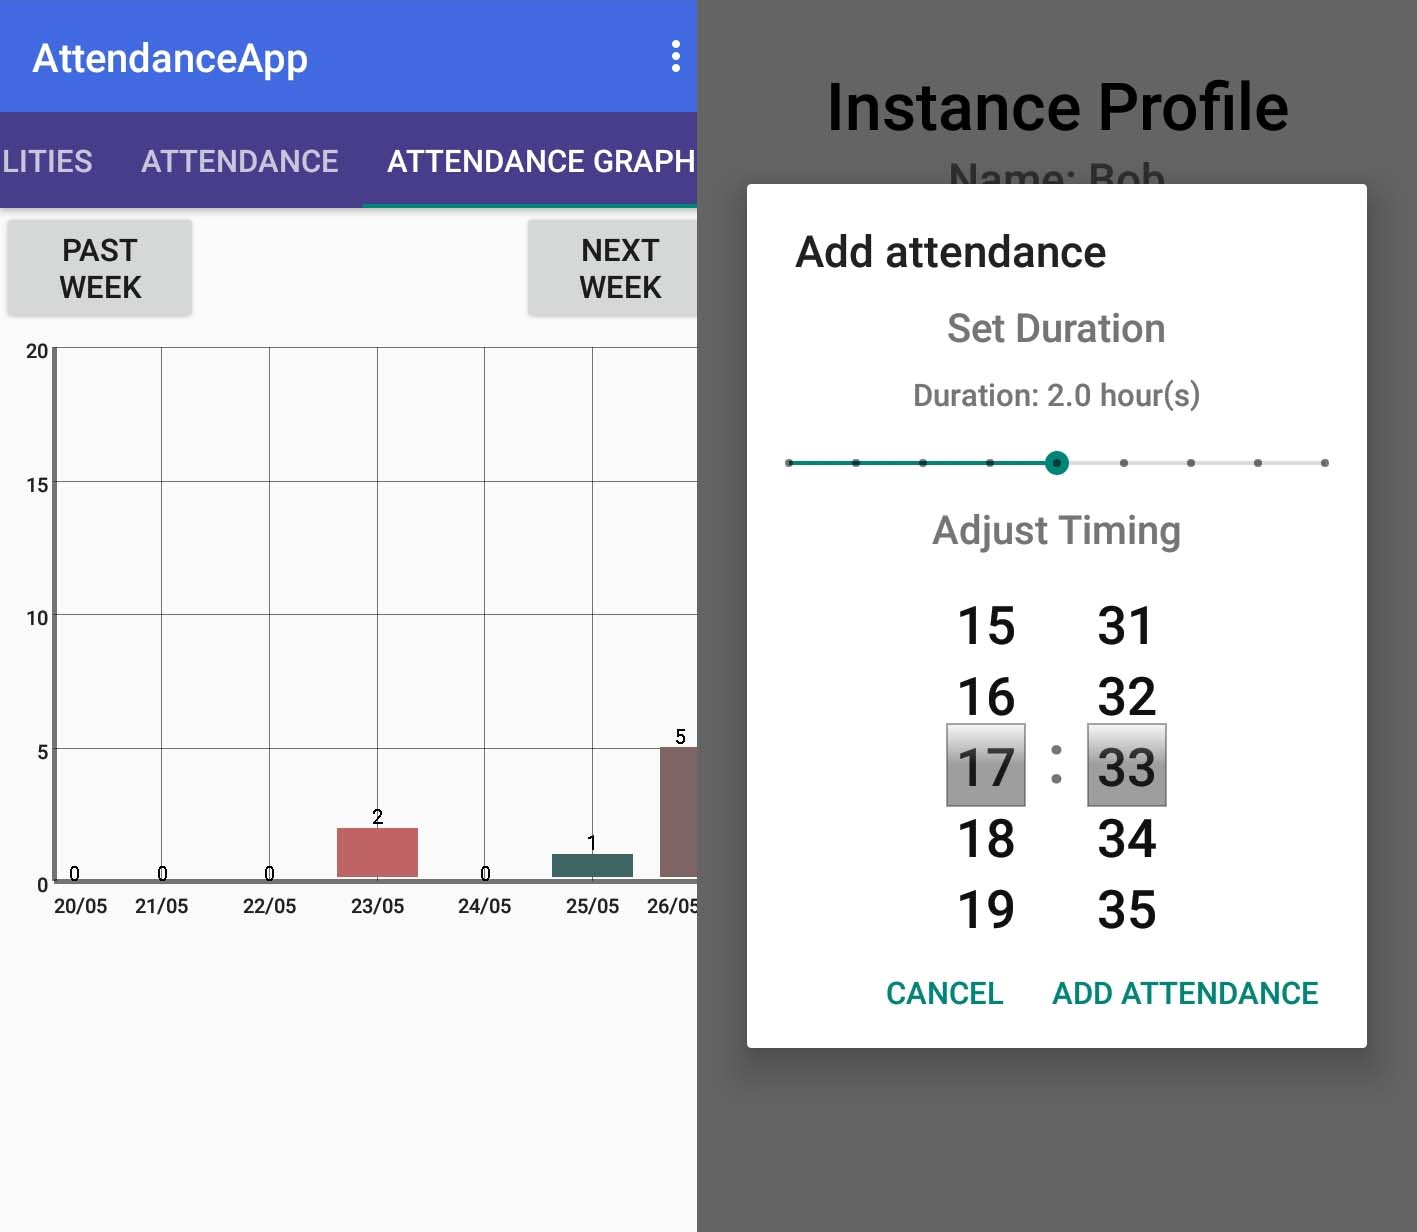 AttendanceApp
LITIES ATTENDANCE ATTENDANCE GRAPH
PAST
WEEK
NEXT
WEEK
20
15
10
5
0
0 0 0 2 0 1 5
20/05 21/05 22/05 23/05 24/05 25/05 26/05
Instance Profile
Name: Bob
Add attendance
Set Duration
Duration: 2.0 hour(s)
Adjust Timing
15 31
16 32
17 : 33
18 34
19 35
CANCEL ADD ATTENDANCE